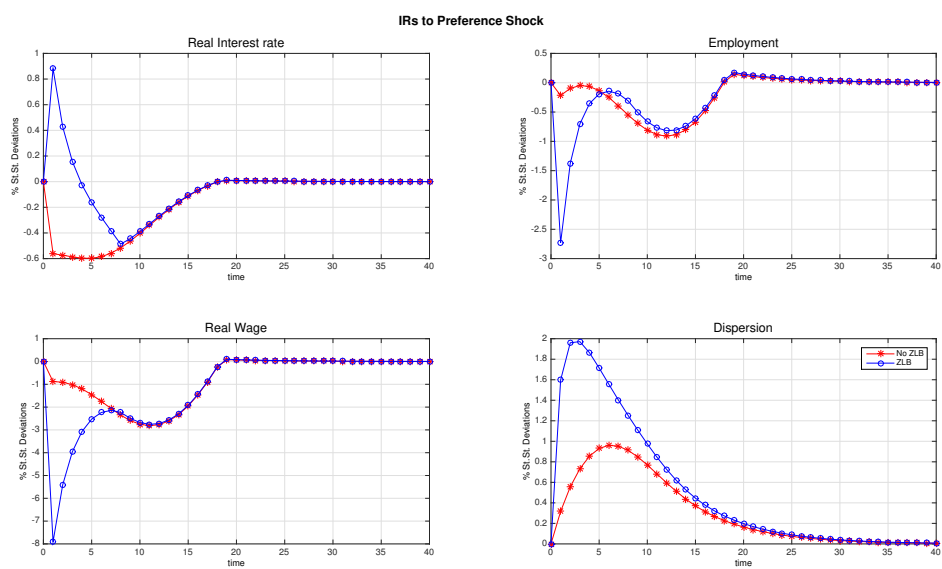 IRs to Preference Shock
Real Interest rate
% St.St. Deviations
1
0.8
0.6
0.4
0.2
0
-0.2
-0.4
-0.6
0 5 10 15 20 25 30 35 40
time
Employment
% St.St. Deviations
0.5
0
-0.5
-1
-1.5
-2
-2.5
-3
0 5 10 15 20 25 30 35 40
time
Real Wage
% St.St. Deviations
1
0
-1
-2
-3
-4
-5
-6
-7
-8
0 5 10 15 20 25 30 35 40
time
Dispersion
% St.St. Deviations
2
1.8
1.6
1.4
1.2
1
0.8
0.6
0.4
0.2
0
0 5 10 15 20 25 30 35 40
time
No ZLB
ZLB